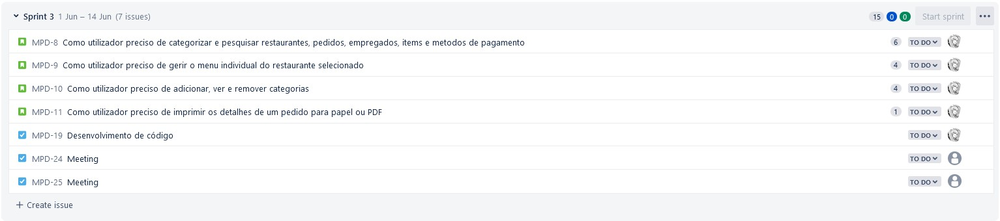 Sprint 3 1 Jun – 14 Jun (7 issues) 15 0 0 Start sprint
MPD-8 Como utilizador preciso de categorizar e pesquisar restaurantes, pedidos, empregados, items e metodos de pagamento 6 TO DO
MPD-9 Como utilizador preciso de gerir o menu individual do restaurante selecionado 4 TO DO
MPD-10 Como utilizador preciso de adicionar, ver e remover categorias 4 TO DO
MPD-11 Como utilizador preciso de imprimir os detalhes de um pedido para papel ou PDF 1 TO DO
MPD-19 Desenvolvimento de código TO DO
MPD-24 Meeting TO DO
MPD-25 Meeting TO DO
+ Create issue